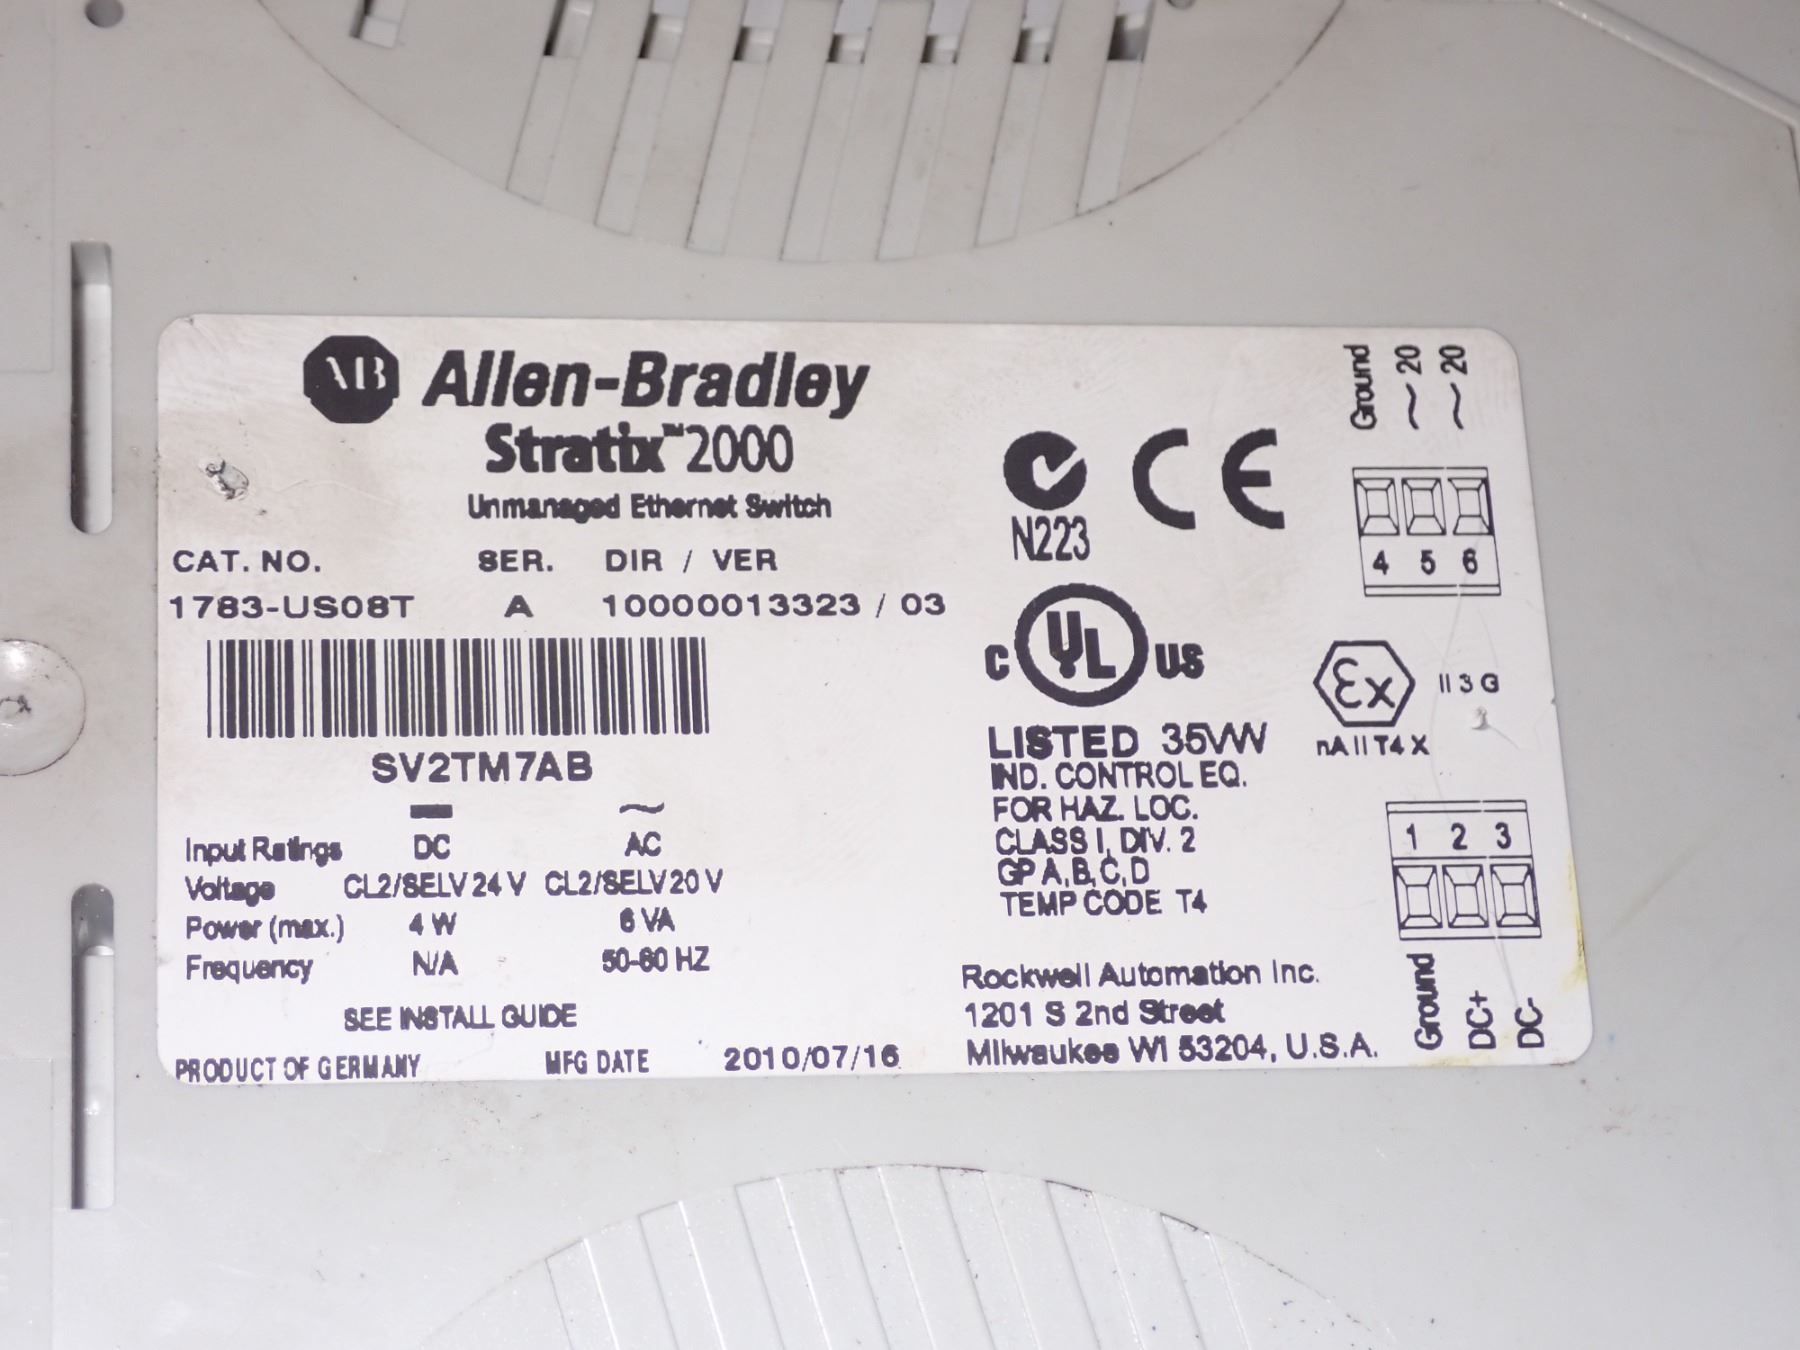 AB Allen-Bradley
Stratix™2000
Unmanaged Ethernet Switch
CAT. NO. SER. DIR / VER
1783-US08T A 10000013323 / 03
SV2TM7AB
DC AC
Input Ratings
Voltage CL2/SELV 24 V CL2/SELV 20 V
Power (max.) 4 W 6 VA
Frequency N/A 50-60 HZ
SEE INSTALL GUIDE
PRODUCT OF GERMANY MFG DATE 2010/07/16
N223
CE
C UL US
LISTED 35VW
IND. CONTROL EQ.
FOR HAZ. LOC.
CLASS I, DIV. 2
GP A, B, C, D
TEMP CODE T4
Rockwell Automation Inc.
1201 S 2nd Street
Milwaukee WI 53204, U.S.A.
Ground
~ 20
~ 20
4 5 6
Ex II 3 G
nA II T4 X
1 2 3
Ground
DC+
DC-